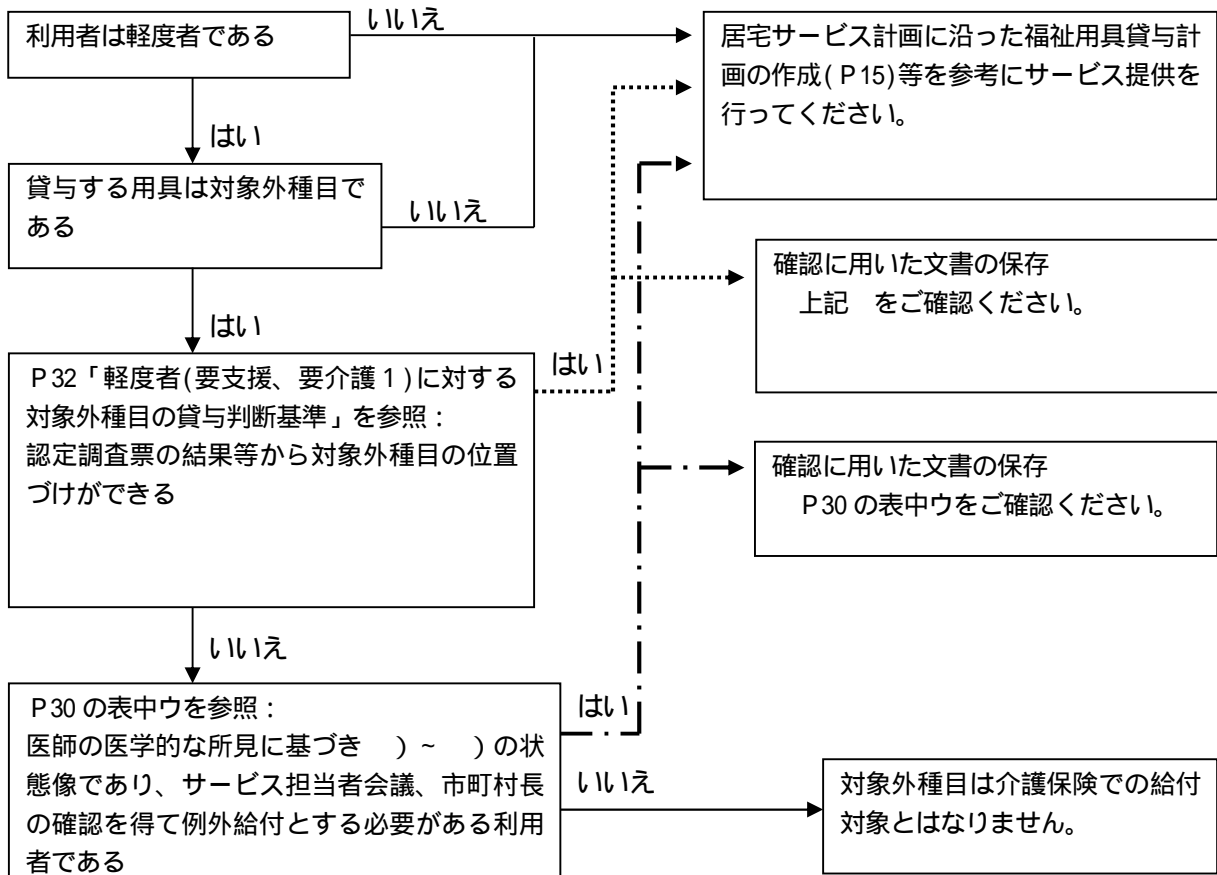 利用者は軽度者である
いいえ
居宅サービス計画に沿った福祉用具貸与計
画の作成(P15)等を参考にサービス提供を
行ってください。
はい
貸与する用具は対象外種目で
ある
いいえ
確認に用いた文書の保存
上記　をご確認ください。
はい
P32「軽度者(要支援、要介護1)に対する
対象外種目の貸与判断基準」を参照:
認定調査票の結果等から対象外種目の位置
づけができる
はい
確認に用いた文書の保存
P30の表中ウをご確認ください。
いいえ
P30の表中ウを参照:
医師の医学的な所見に基づき　)~　)の状
態像であり、サービス担当者会議、市町村長
の確認を得て例外給付とする必要がある利用
者である
はい
いいえ
対象外種目は介護保険での給付
対象とはなりません。